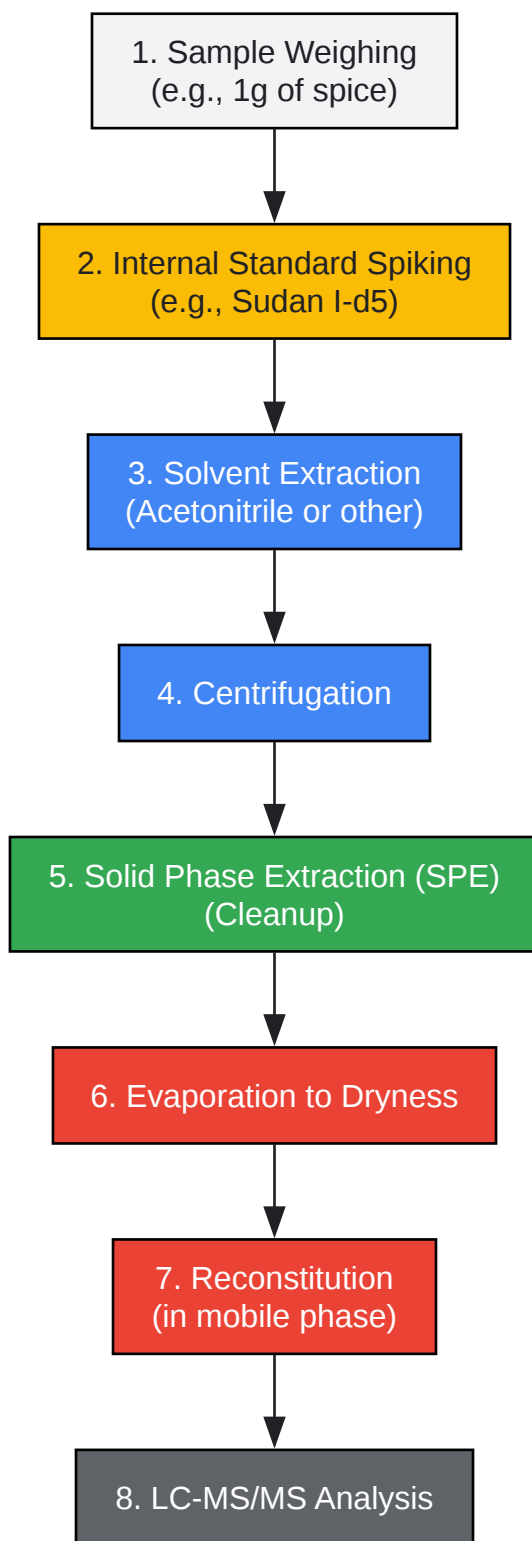 1. Sample Weighing
(e.g., 1g of spice)
2. Internal Standard Spiking
(e.g., Sudan I-d5)
3. Solvent Extraction
(Acetonitrile or other)
4. Centrifugation
5. Solid Phase Extraction (SPE)
(Cleanup)
6. Evaporation to Dryness
7. Reconstitution
(in mobile phase)
8. LC-MS/MS Analysis